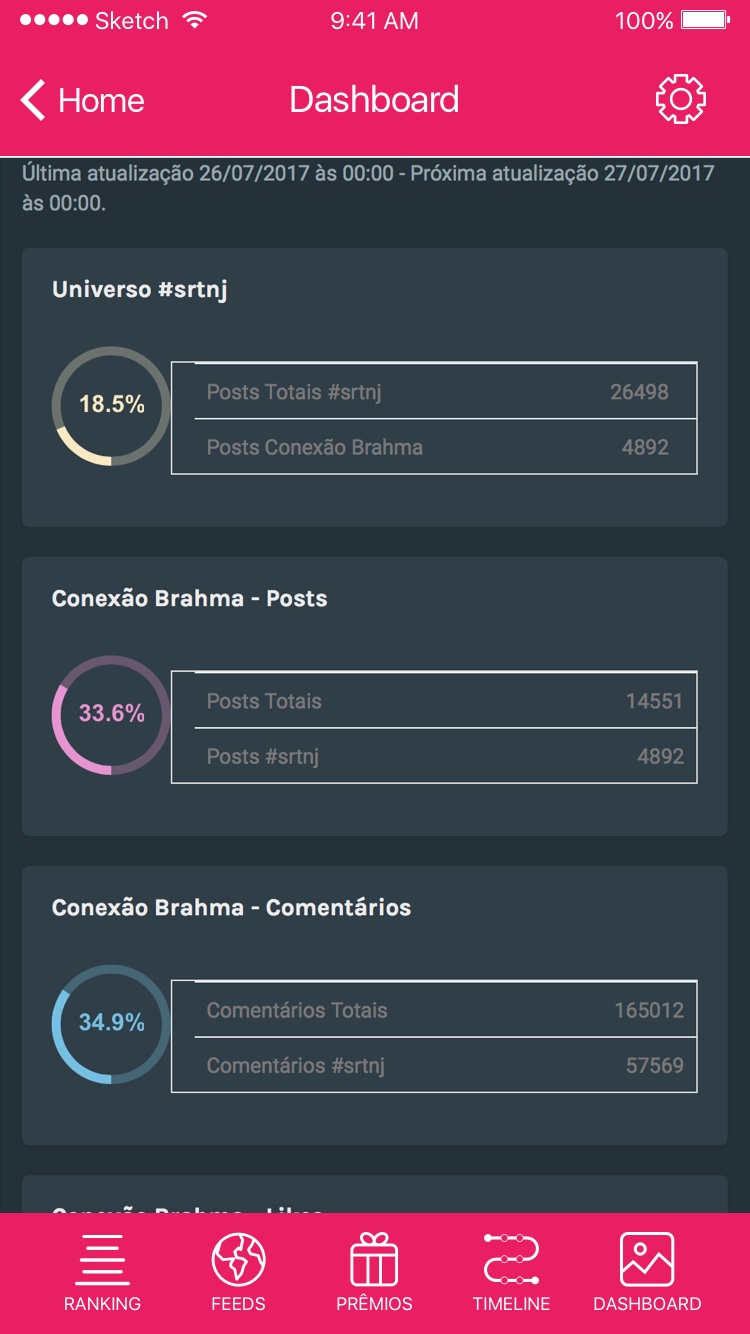 Sketch 9:41 AM 100%
Home Dashboard
Última atualização 26/07/2017 às 00:00 - Próxima atualização 27/07/2017
às 00:00.
Universo #srtnj
18.5%
Posts Totais #srtnj 26498
Posts Conexão Brahma 4892
Conexão Brahma - Posts
33.6%
Posts Totais 14551
Posts #srtnj 4892
Conexão Brahma - Comentários
34.9%
Comentários Totais 165012
Comentários #srtnj 57569
Conexão Brahma - Likes
RANKING FEEDS PRÊMIOS TIMELINE DASHBOARD